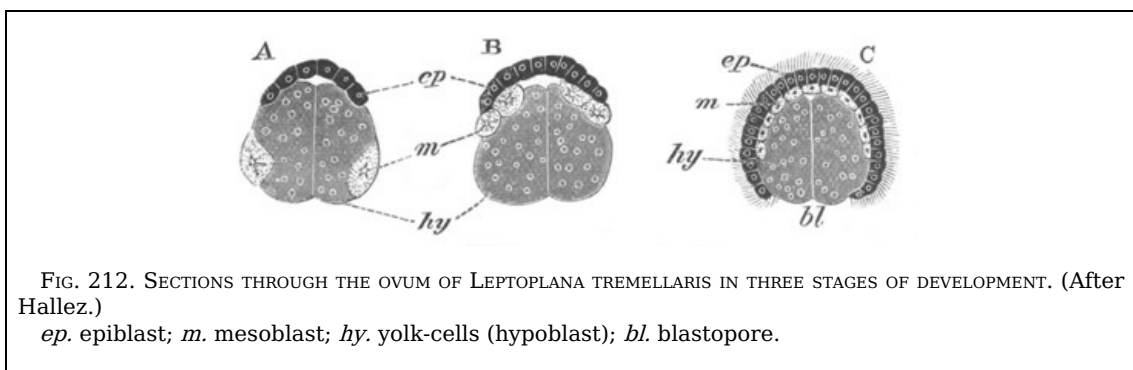 A
B
C
ep
ep
m
m
hy
hy
bl
FIG. 212. SECTIONS THROUGH THE OVUM OF LEPTOPLANA TREMELLARIS IN THREE STAGES OF DEVELOPMENT. (After
Hallez.)
ep. epiblast; m. mesoblast; hy. yolk-cells (hypoblast); bl. blastopore.